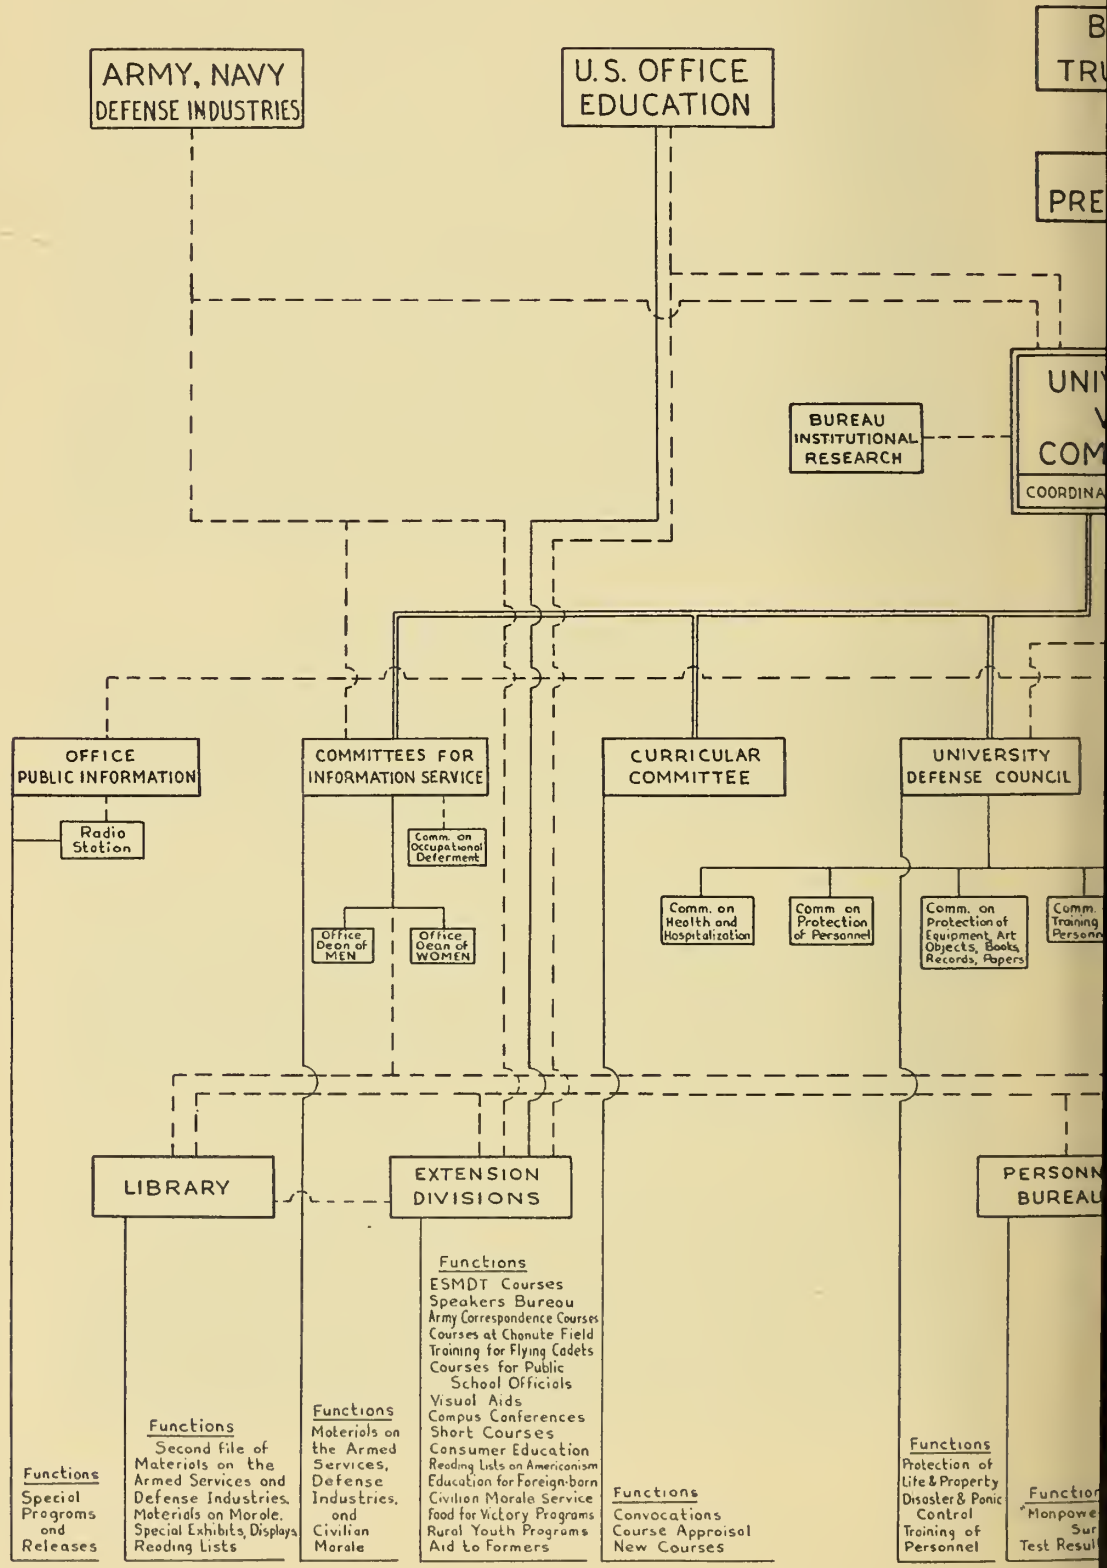 ARMY, NAVY
DEFENSE INDUSTRIES
U.S. OFFICE
EDUCATION
B
TRU
PRE
BUREAU
INSTITUTIONAL
RESEARCH
UNIV
V
COM
COORDINA
OFFICE
PUBLIC INFORMATION
Radio
Station
COMMITTEES FOR
INFORMATION SERVICE
Comm. on
Occupational
Deferment
Office
Dean of
MEN
Office
Dean of
WOMEN
CURRICULAR
COMMITTEE
UNIVERSITY
DEFENSE COUNCIL
Comm. on
Health and
Hospitalization
Comm on
Protection
of Personnel
Comm. on
Protection of
Equipment, Art
Objects, Books,
Records, Papers
Comm.
Training
Personn
LIBRARY
EXTENSION
DIVISIONS
PERSONN
BUREAU
Functions
Special
Programs
and
Releases
Functions
Second file of
Materials on the
Armed Services and
Defense Industries.
Materials on Morale.
Special Exhibits, Displays
Reading Lists
Functions
Materials on
the Armed
Services,
Defense
Industries,
and
Civilian
Morale
Functions
ESMDT Courses
Speakers Bureau
Army Correspondence Courses
Courses at Chanute Field
Training for Flying Cadets
Courses for Public
School Officials
Visual Aids
Campus Conferences
Short Courses
Consumer Education
Reading Lists on Americanism
Education for Foreign-born
Civilian Morale Service
Food for Victory Programs
Rural Youth Programs
Aid to Farmers
Functions
Convocations
Course Appraisal
New Courses
Functions
Protection of
Life & Property
Disaster & Panic
Control
Training of
Personnel
Function
"Manpowe
Sur
Test Resul